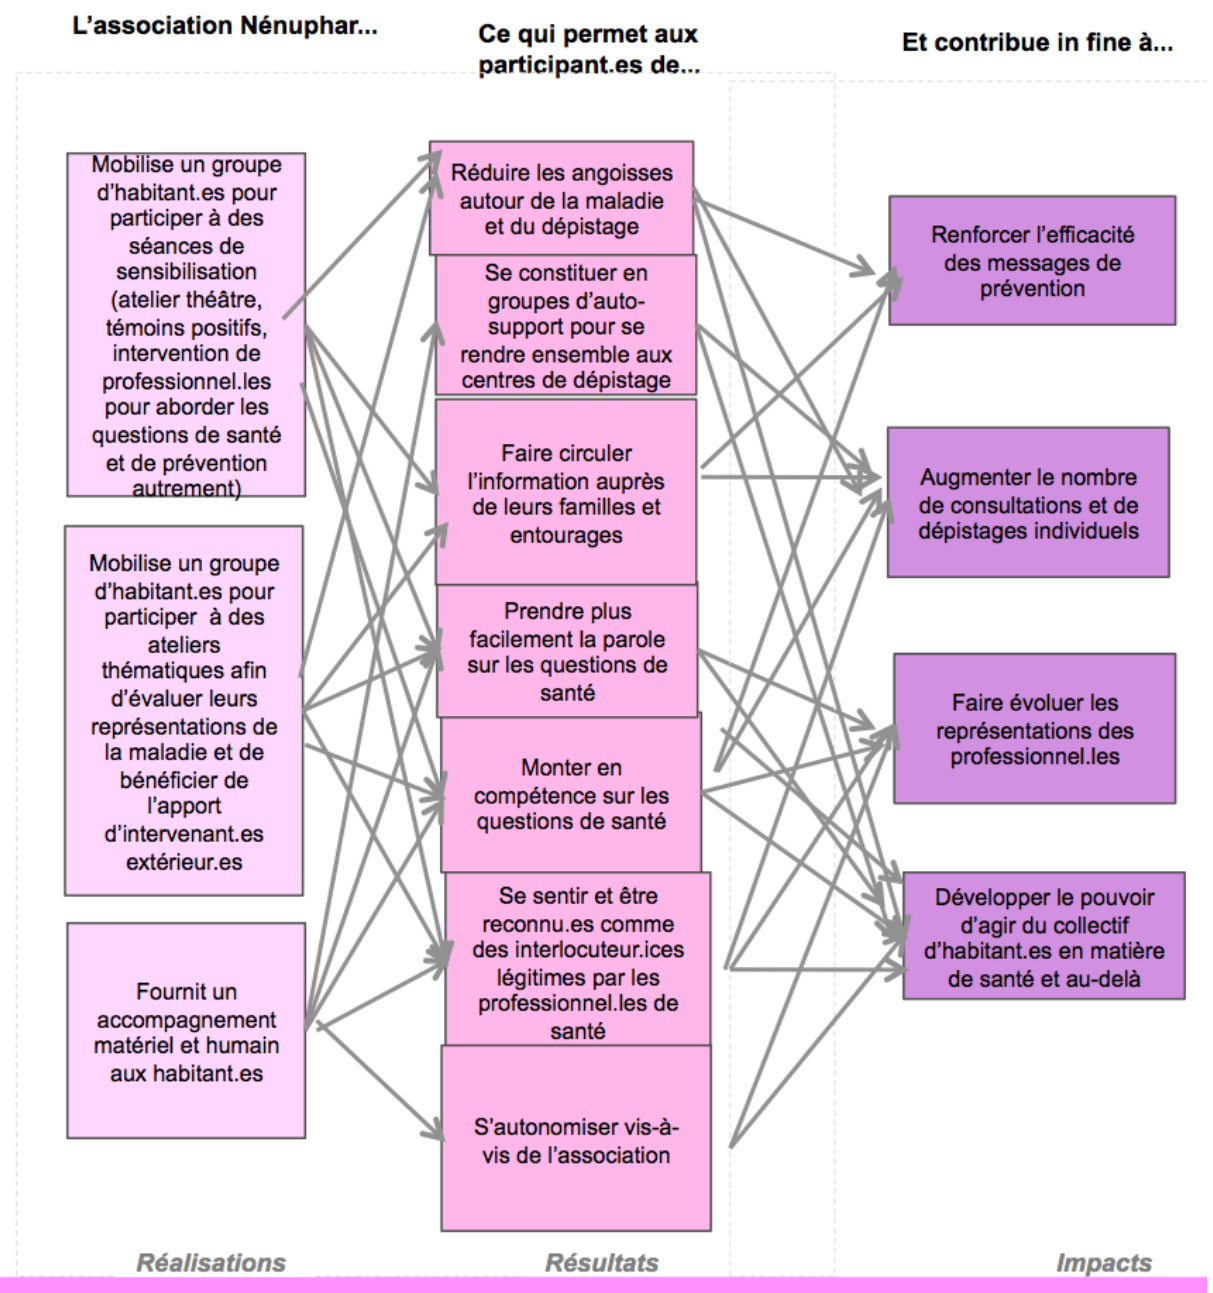 L’association Nénuphar...
Ce qui permet aux
participant.es de...
Et contribue in fine à...
Mobilise un groupe
d’habitant.es pour
participer à des
séances de
sensibilisation
(atelier théâtre,
témoins positifs,
intervention de
professionnel.les
pour aborder les
questions de santé
et de prévention
autrement)
Mobilise un groupe
d’habitant.es pour
participer à des
ateliers
thématiques afin
d’évaluer leurs
représentations de
la maladie et de
bénéficier de
l’apport
d’intervenant.es
extérieur.es
Fournit un
accompagnement
matériel et humain
aux habitant.es
Réduire les angoisses
autour de la maladie
et du dépistage
Se constituer en
groupes d’auto-
support pour se
rendre ensemble aux
centres de dépistage
Faire circuler
l’information auprès
de leurs familles et
entourages
Prendre plus
facilement la parole
sur les questions de
santé
Monter en
compétence sur les
questions de santé
Se sentir et être
reconnu.es comme
des interlocuteur.ices
légitimes par les
professionnel.les de
santé
S’autonomiser vis-à-
vis de l’association
Renforcer l’efficacité
des messages de
prévention
Augmenter le nombre
de consultations et de
dépistages individuels
Faire évoluer les
représentations des
professionnel.les
Développer le pouvoir
d’agir du collectif
d’habitant.es en matière
de santé et au-delà
Réalisations
Résultats
Impacts